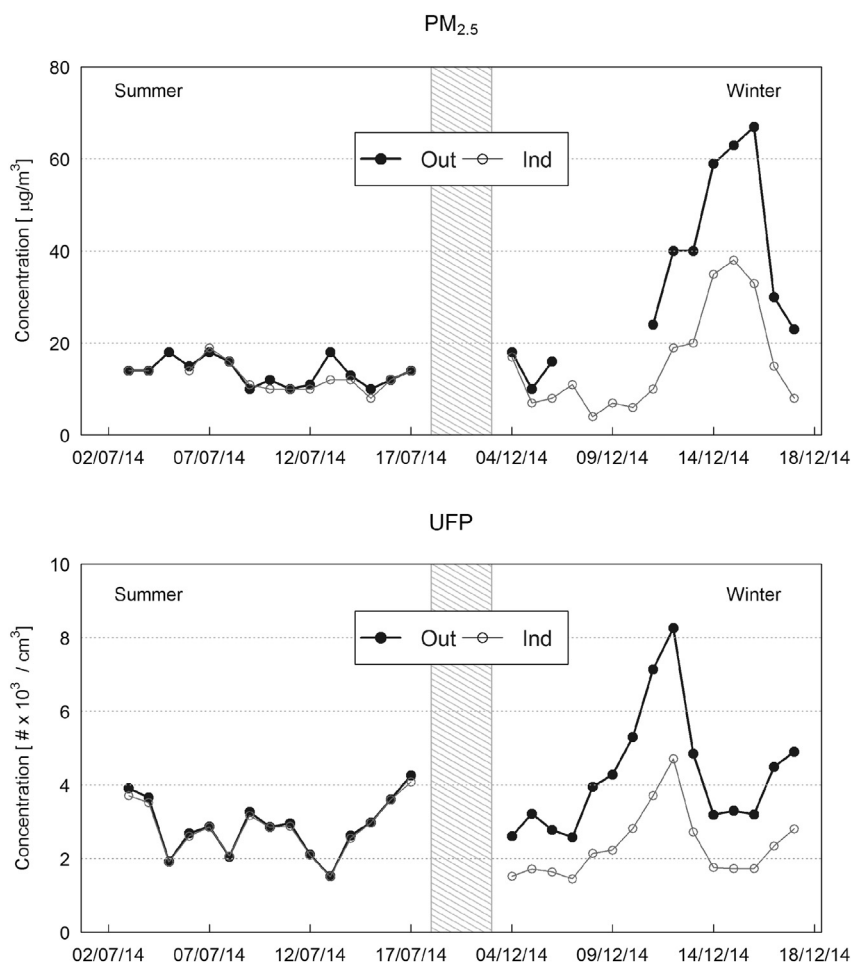 PM2.5
Concentration [ μg/m³]
80
60
40
20
0
Summer
Winter
Out
Ind
02/07/14 07/07/14 12/07/14 17/07/14 04/12/14 09/12/14 14/12/14 18/12/14
UFP
Concentration [ # x 10³ / cm³]
10
8
6
4
2
0
Summer
Winter
Out
Ind
02/07/14 07/07/14 12/07/14 17/07/14 04/12/14 09/12/14 14/12/14 18/12/14